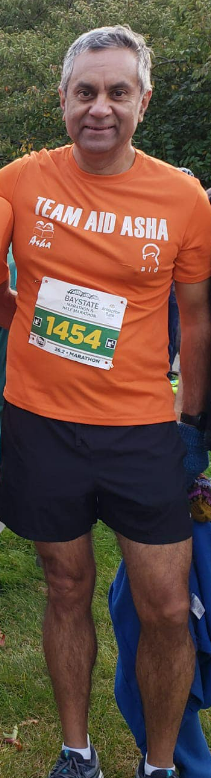 TEAM AID ASHA
Asha
aid
BAYSTATE
MARATHON &
HALF MARATHON
1454
26.2 • MARATHON